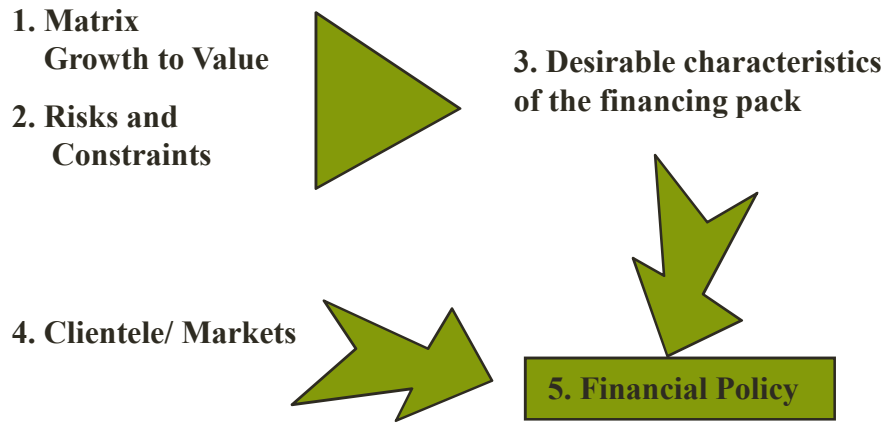 1. Matrix
Growth to Value
2. Risks and
Constraints
3. Desirable characteristics
of the financing pack
4. Clientele/ Markets
5. Financial Policy